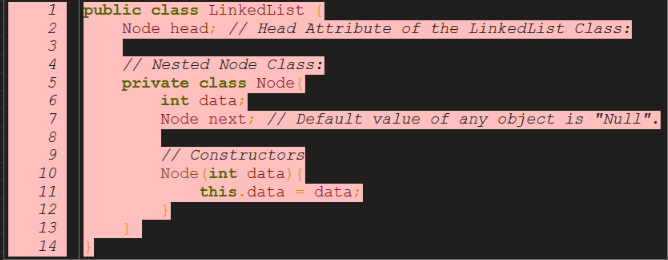 1 public class LinkedList {
2     Node head; // Head Attribute of the LinkedList Class:
3
4     // Nested Node Class:
5     private class Node{
6         int data;
7         Node next; // Default value of any object is "Null".
8
9         // Constructors
10         Node(int data){
11             this.data = data;
12         }
13     }
14 }